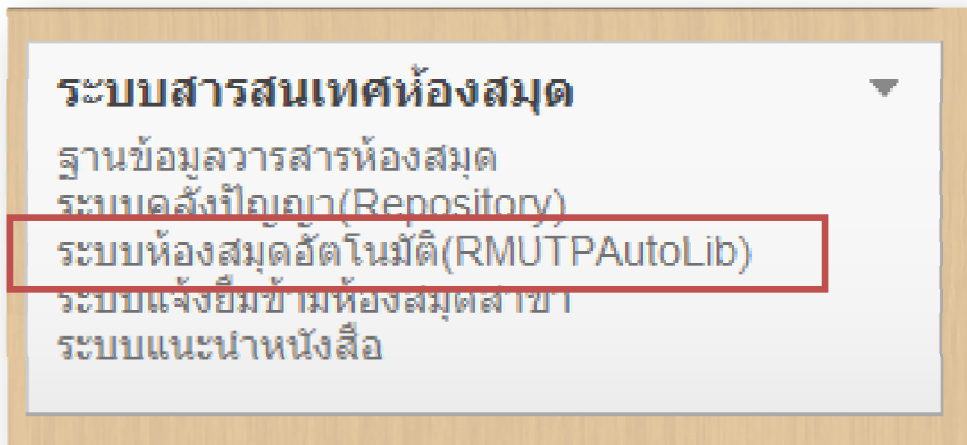 ระบบสารสนเทศห้องสมุด
ฐานข้อมูลวารสารห้องสมุด
ระบบคลังปัญญา(Repository)
ระบบห้องสมุดอัตโนมัติ(RMUTPAutoLib)
ระบบแจ้งยืมข้ามห้องสมุดสาขา
ระบบแนะนำหนังสือ